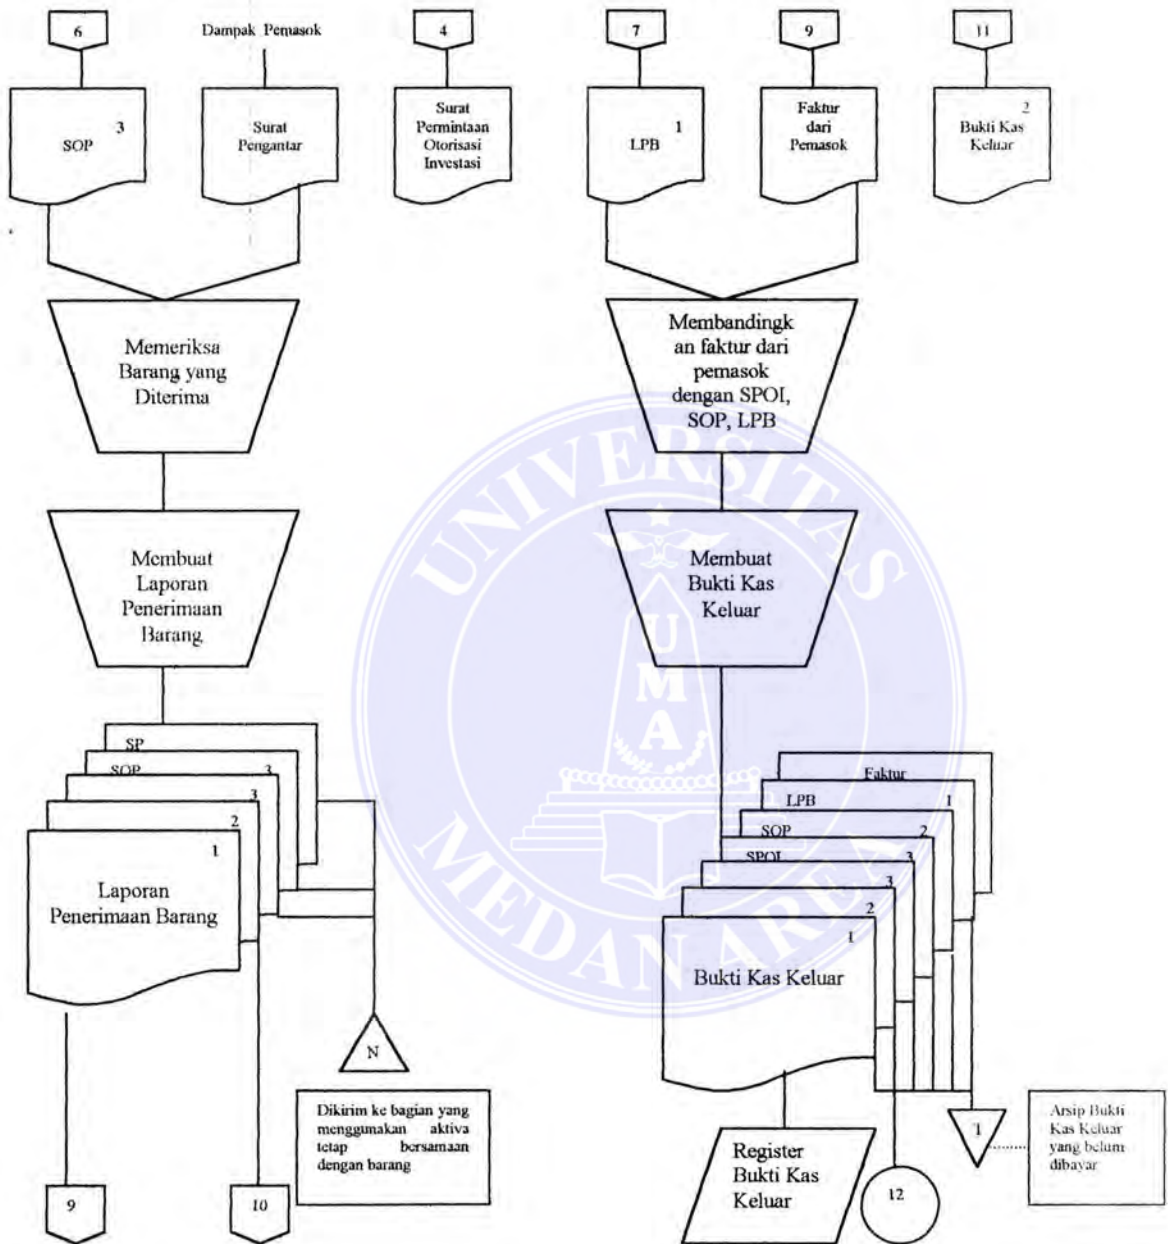 6
Dampak Pemasok
4
7
9
11
3
SOP
Surat
Pengantar
Surat
Permintaan
Otorisasi
Investasi
1
LPB
Faktur
dari
Pemasok
2
Bukti Kas
Keluar
Memeriksa
Barang yang
Diterima
Membandingk
an faktur dari
pemasok
dengan SPOI,
SOP, LPB
Membuat
Laporan
Penerimaan
Barang
Membuat
Bukti Kas
Keluar
UNIVERSITAS
MEDAN AREA
UMA
SP
SOP 3
3
2
1
Laporan
Penerimaan Barang
Faktur
LPB 1
SOP 2
SPOI 3
3
2
1
Bukti Kas Keluar
N
Dikirim ke bagian yang
menggunakan aktiva
tetap bersamaan
dengan barang
Register
Bukti Kas
Keluar
12
T
Arsip Bukti
Kas Keluar
yang belum
dibayar
9
10